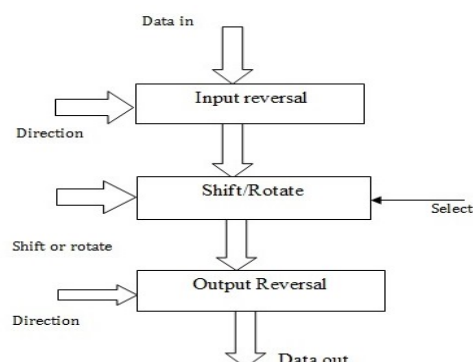 Data in
Input reversal
Direction
Shift/Rotate
Select
Shift or rotate
Output Reversal
Direction
Data out